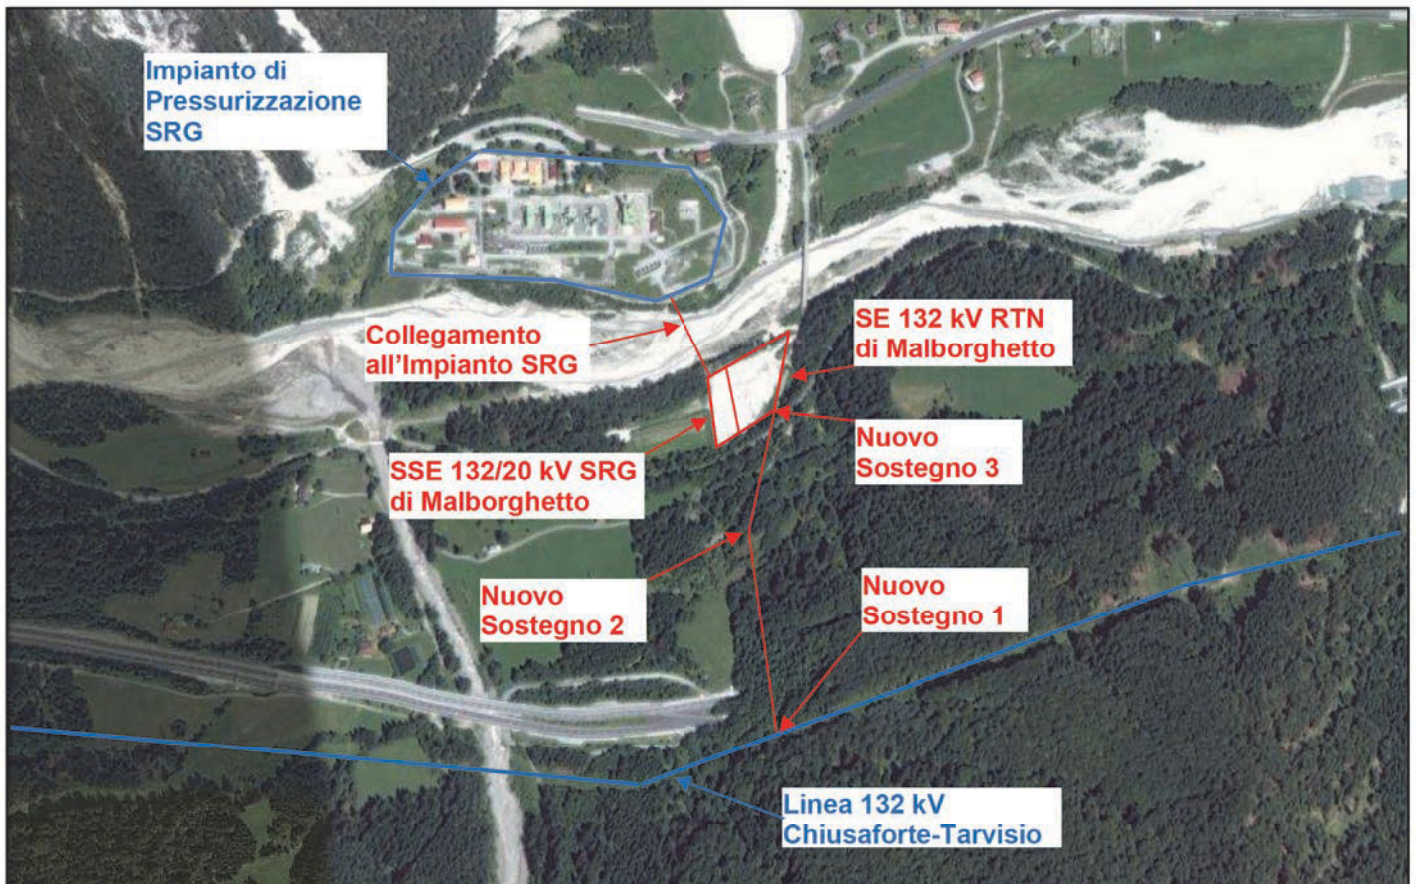 Impianto di
Pressurizzazione
SRG
Collegamento
all'Impianto SRG
SE 132 kV RTN
di Malborghetto
Nuovo
Sostegno 3
SSE 132/20 kV SRG
di Malborghetto
Nuovo
Sostegno 2
Nuovo
Sostegno 1
Linea 132 kV
Chiusaforte-Tarvisio